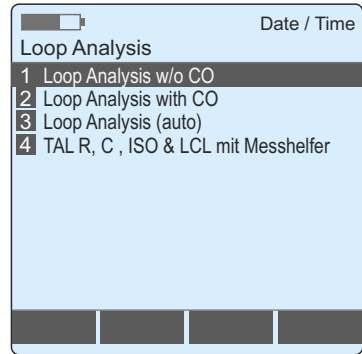 Date / Time
Loop Analysis
1 Loop Analysis w/o CO
2 Loop Analysis with CO
3 Loop Analysis (auto)
4 TAL R, C , ISO & LCL mit Messhelfer